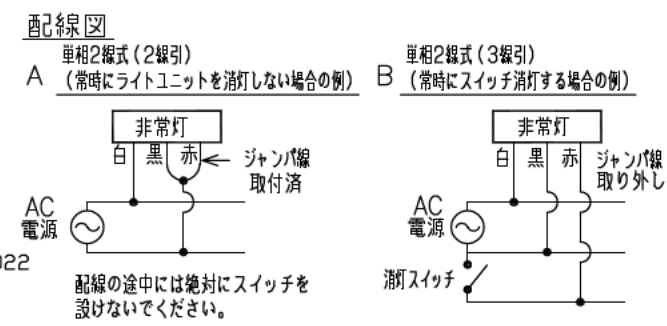 配線図
A 単相2線式(2線引)
(常時にライトユニットを消灯しない場合の例)
非常灯
白 黒 赤
ジャンパ線
取付済
AC
電源
022
配線の途中には絶対にスイッチを
設けないでください。
B 単相2線式(3線引)
(常時にスイッチ消灯する場合の例)
非常灯
白 黒 赤
ジャンパ線
取り外し
AC
電源
消灯スイッチ